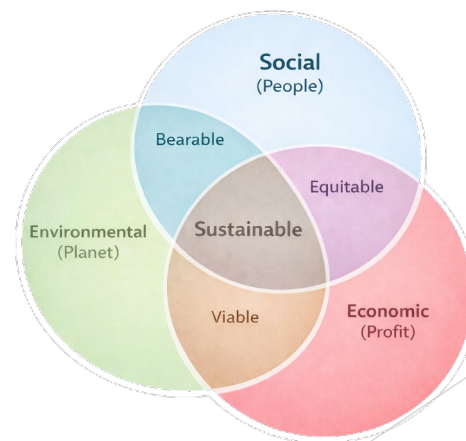 Social
(People)
Bearable
Equitable
Environmental
(Planet)
Sustainable
Viable
Economic
(Profit)